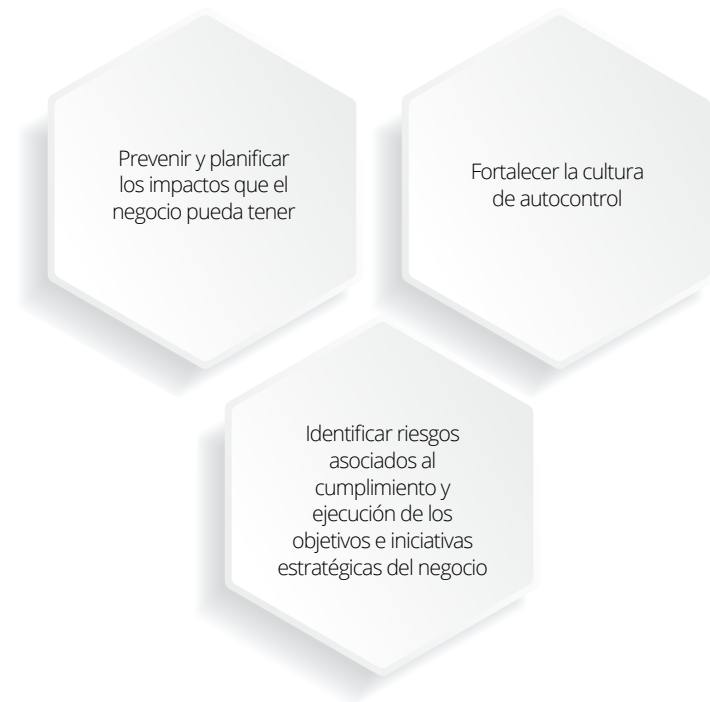 Prevenir y planificar
los impactos que el
negocio pueda tener
Fortalecer la cultura
de autocontrol
Identificar riesgos
asociados al
cumplimiento y
ejecución de los
objetivos e iniciativas
estratégicas del negocio